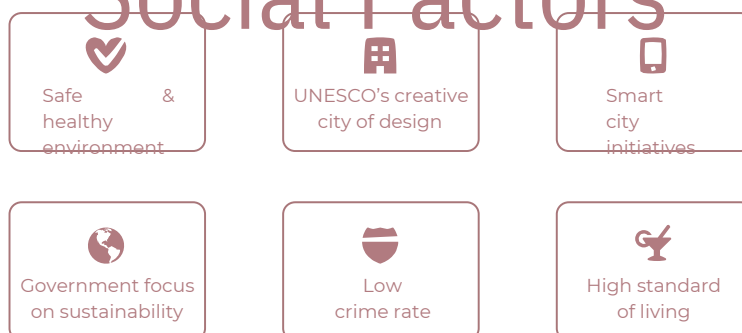 Social Factors
Safe &
healthy
environment
UNESCO’s creative
city of design
Smart
city
initiatives
Government focus
on sustainability
Low
crime rate
High standard
of living